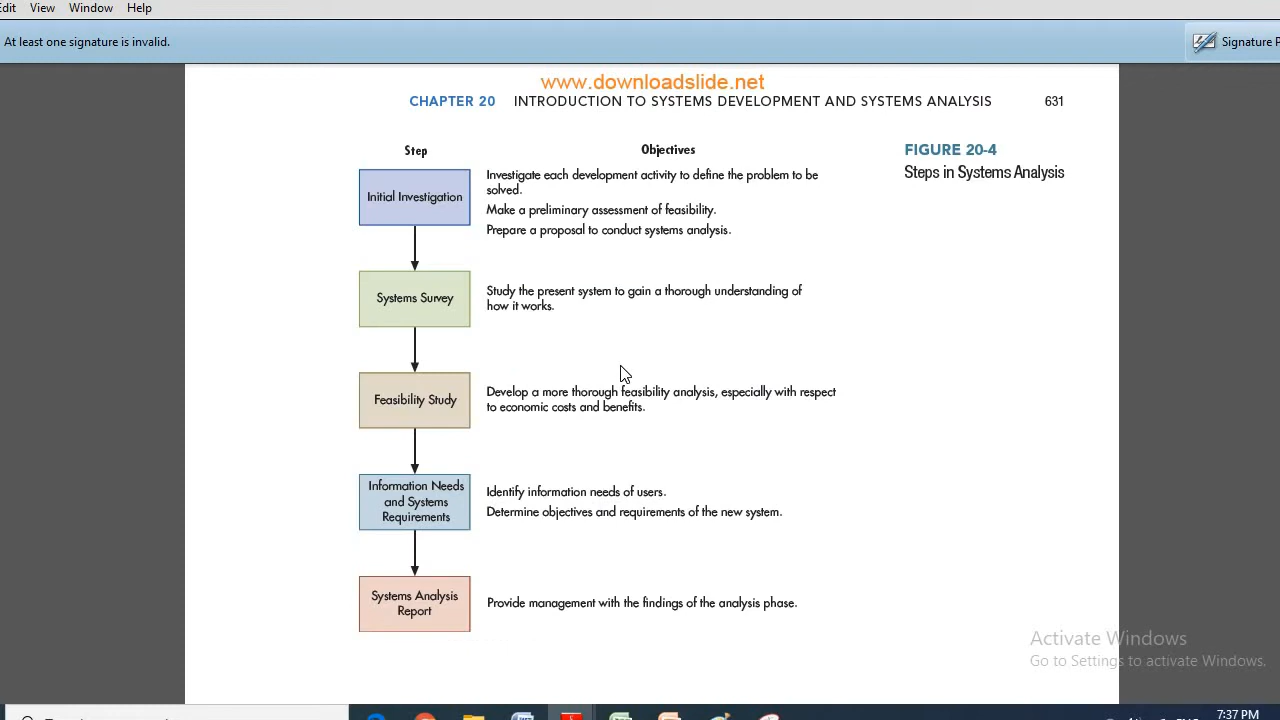 Edit View Window Help
At least one signature is invalid.
Signature P
www.downloadslide.net
CHAPTER 20 INTRODUCTION TO SYSTEMS DEVELOPMENT AND SYSTEMS ANALYSIS 631
Step Objectives
FIGURE 20-4
Steps in Systems Analysis
Initial Investigation
Investigate each development activity to define the problem to be
solved.
Make a preliminary assessment of feasibility.
Prepare a proposal to conduct systems analysis.
Systems Survey
Study the present system to gain a thorough understanding of
how it works.
Feasibility Study
Develop a more thorough feasibility analysis, especially with respect
to economic costs and benefits.
Information Needs
and Systems
Requirements
Identify information needs of users.
Determine objectives and requirements of the new system.
Systems Analysis
Report
Provide management with the findings of the analysis phase.
Activate Windows
Go to Settings to activate Windows.
7:37 PM